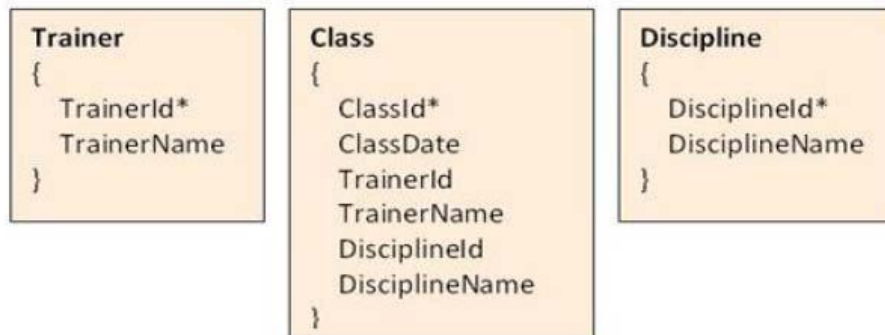 Trainer
{
TrainerId*
TrainerName
}
Class
{
ClassId*
ClassDate
TrainerId
TrainerName
DisciplineId
DisciplineName
}
Discipline
{
DisciplineId*
DisciplineName
}